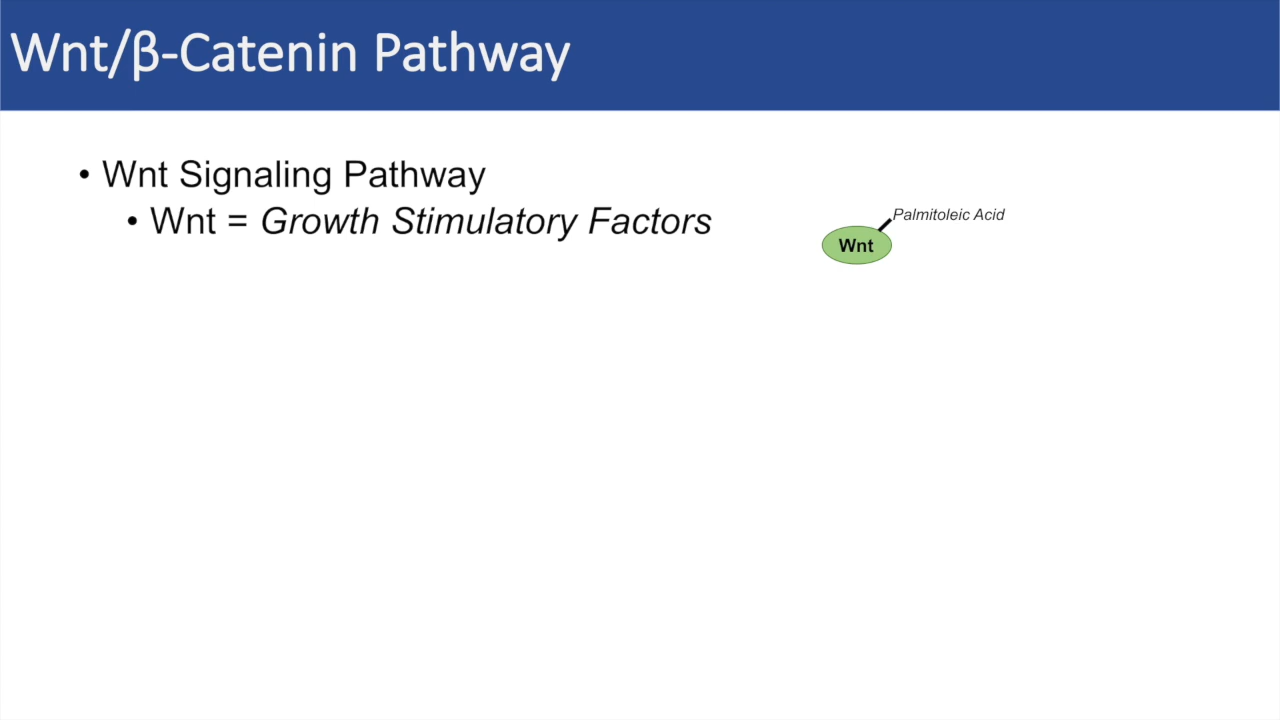 Wnt/β-Catenin Pathway
• Wnt Signaling Pathway
• Wnt = Growth Stimulatory Factors
Palmitoleic Acid
Wnt